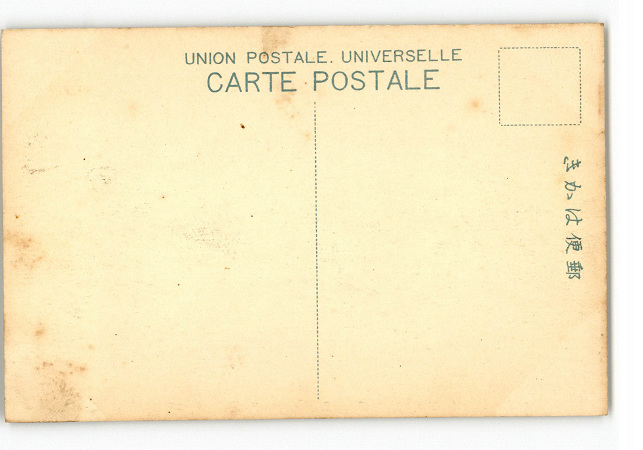 UNION POSTALE. UNIVERSELLE
CARTE POSTALE
きかは便郵